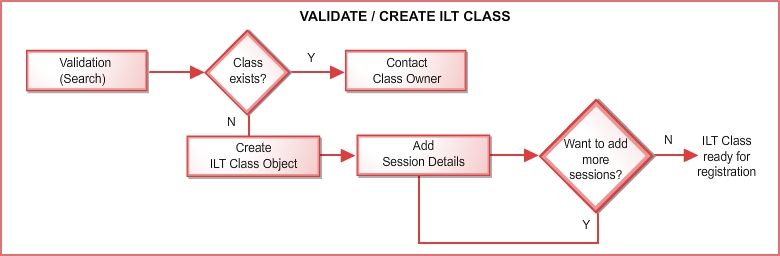 VALIDATE / CREATE ILT CLASS
Validation
(Search)
Class
exists?
Y
Contact
Class Owner
N
Create
ILT Class Object
Add
Session Details
Want to add
more
sessions?
N
ILT Class
ready for
registration
Y